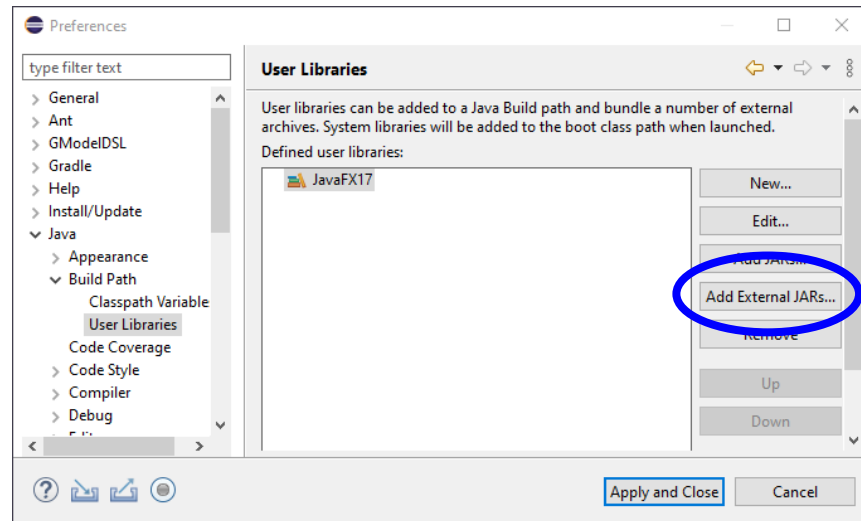 Preferences
type filter text
User Libraries
General
Ant
GModelDSL
Gradle
Help
Install/Update
Java
Appearance
Build Path
Classpath Variable
User Libraries
Code Coverage
Code Style
Compiler
Debug
User libraries can be added to a Java Build path and bundle a number of external
archives. System libraries will be added to the boot class path when launched.
Defined user libraries:
JavaFX17
New...
Edit...
Add JARs...
Add External JARs...
Remove
Up
Down
Apply and Close
Cancel